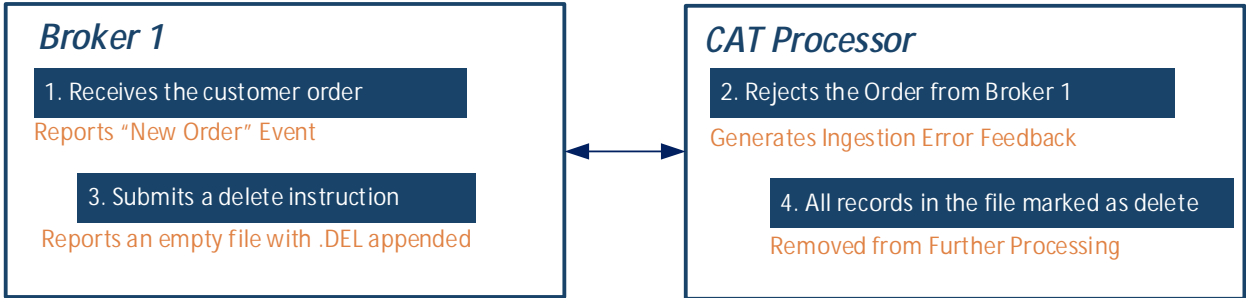 Broker 1
1. Receives the customer order
Reports “New Order” Event
3. Submits a delete instruction
Reports an empty file with .DEL appended
CAT Processor
2. Rejects the Order from Broker 1
Generates Ingestion Error Feedback
4. All records in the file marked as delete
Removed from Further Processing